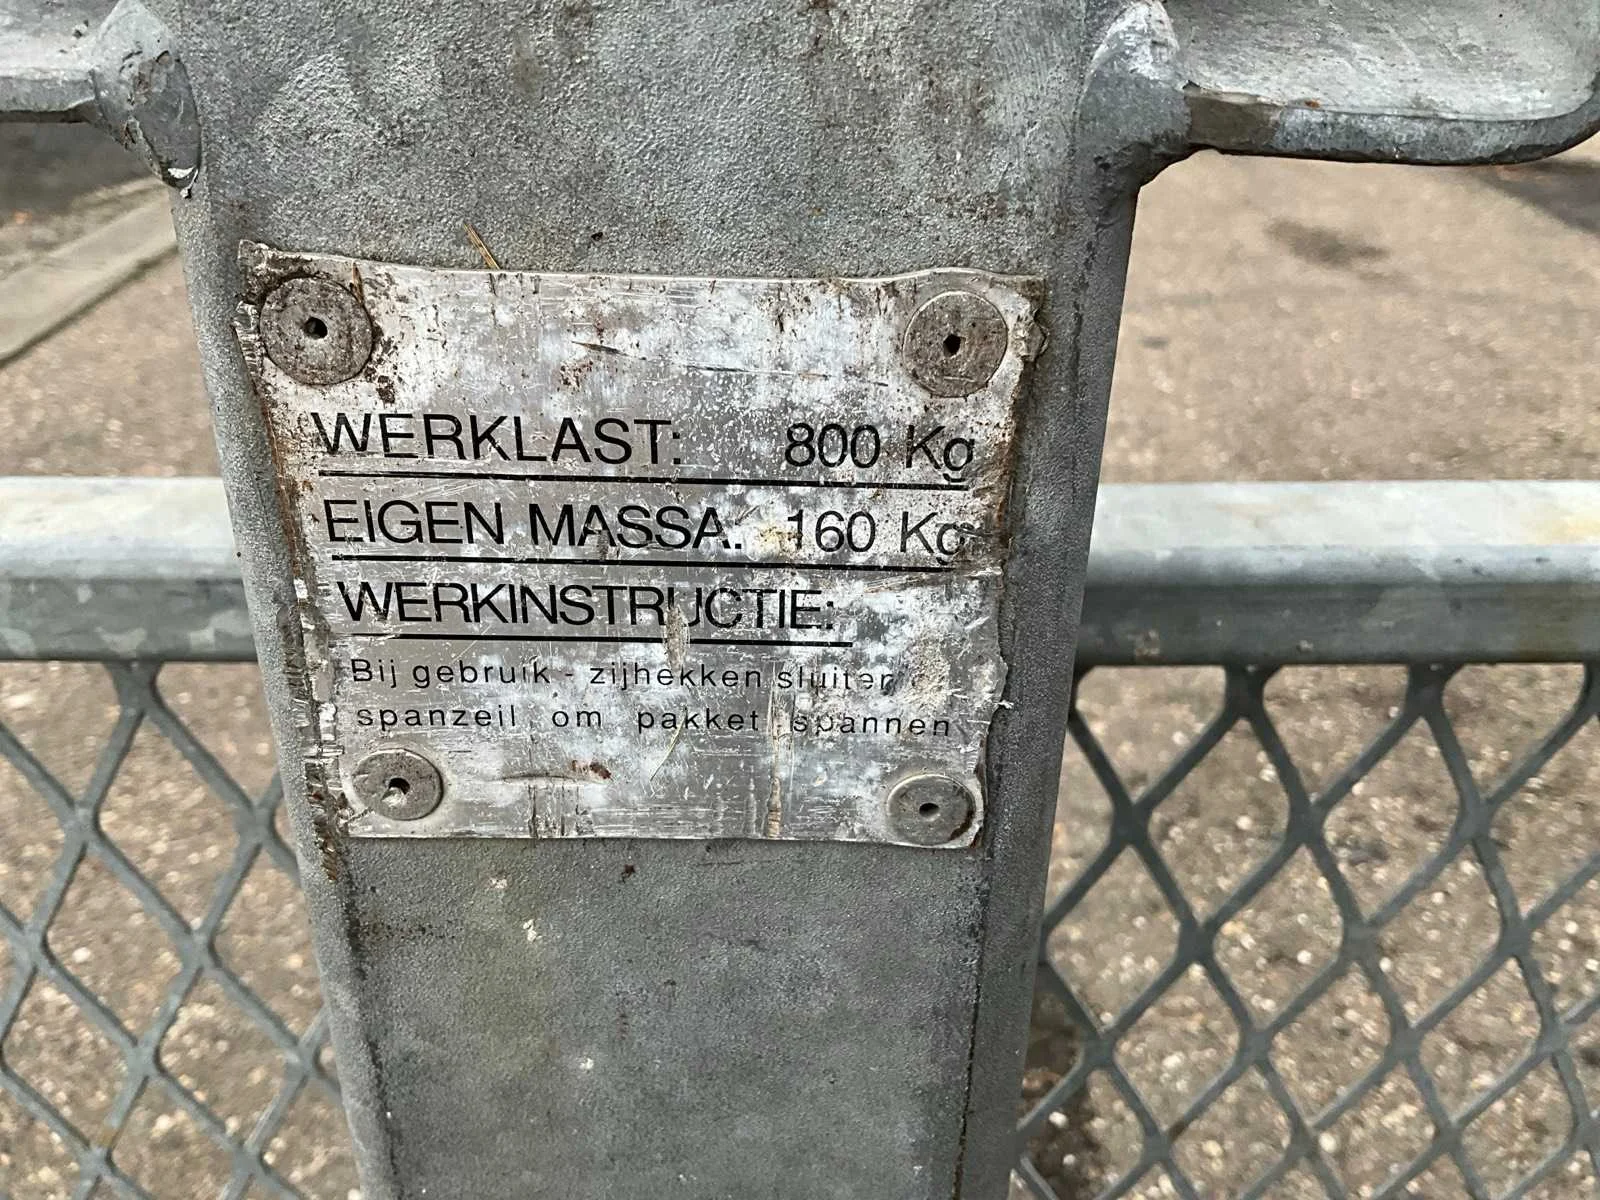 WERKLAST: 800 Kg
EIGEN MASSA. 160 Kg
WERKINSTRUCTIE:
Bij gebruik - zijhekken sluiten
spanzeil om pakket spannen